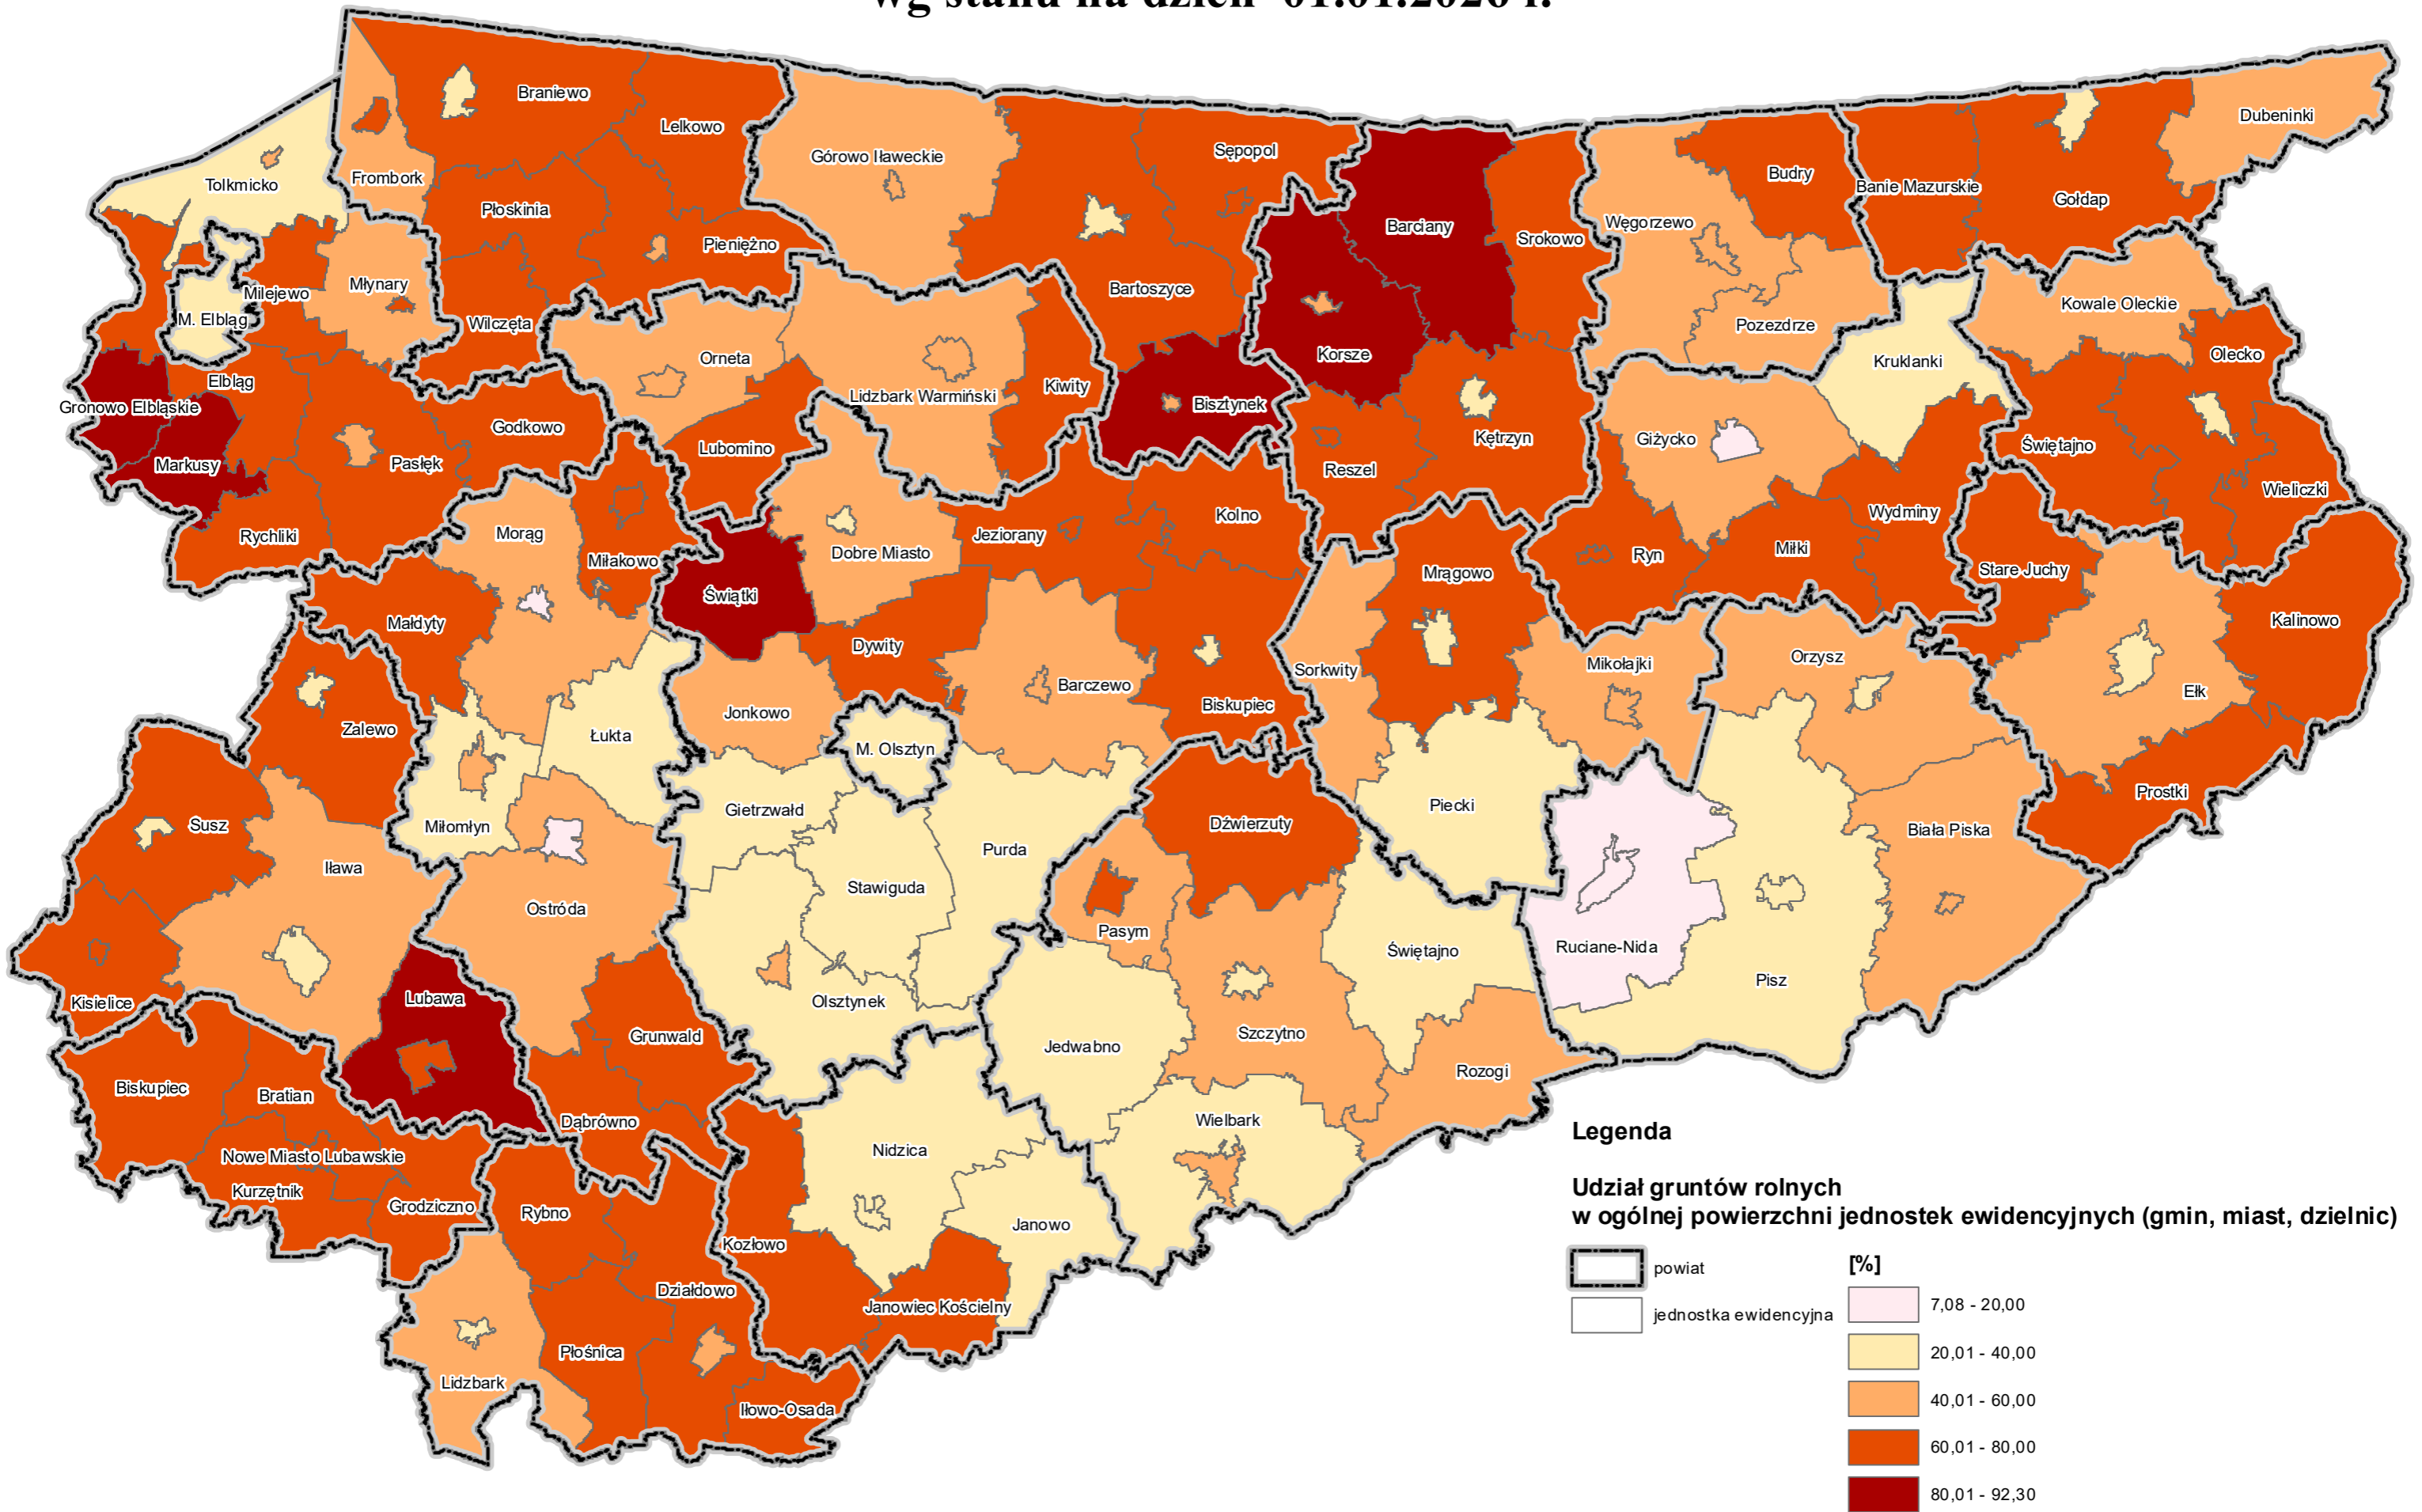 wg stanu na dzień 01.01.2026 r.
Braniewo
Lelkowo
Dubeninki
Górowo Iławeckie
Sępopol
Tolkmicko
Frombork
Budry
Banie Mazurskie
Gołdap
Płoskinia
Barciany
Węgorzewo
Srokowo
Pieniężno
Młynary
Milejewo
Bartoszyce
Kowale Oleckie
M. Elbląg
Wilczęta
Pozezdrze
Korsze
Olecko
Orneta
Kruklanki
Elbląg
Kiwity
Lidzbark Warmiński
Gronowo Elbląskie
Bisztynek
Godkowo
Giżycko
Kętrzyn
Lubomino
Świętajno
Pasłęk
Markusy
Reszel
Wieliczki
Kolno
Wydminy
Morąg
Rychliki
Jeziorany
Dobre Miasto
Miłki
Ryn
Miłakowo
Stare Juchy
Mrągowo
Świątki
Kalinowo
Małdyty
Dywity
Orzysz
Mikołajki
Sorkwity
Barczewo
Ełk
Biskupiec
Jonkowo
Zalewo
Łukta
M. Olsztyn
Prostki
Piecki
Gietrzwałd
Susz
Miłomłyn
Dźwierzuty
Biała Piska
Purda
Iława
Stawiguda
Ostróda
Pasym
Ruciane-Nida
Świętajno
Pisz
Lubawa
Kisielice
Olsztynek
Szczytno
Grunwald
Jedwabno
Rozogi
Biskupiec
Bratian
Dąbrówno
Wielbark
Nidzica
Nowe Miasto Lubawskie
Kurzętnik
Grodziczno
Rybno
Janowo
Kozłowo
Działdowo
Janowiec Kościelny
Płośnica
Lidzbark
Iłowo-Osada
Legenda
Udział gruntów rolnych
w ogólnej powierzchni jednostek ewidencyjnych (gmin, miast, dzielnic)
powiat
jednostka ewidencyjna
[%]
7,08 - 20,00
20,01 - 40,00
40,01 - 60,00
60,01 - 80,00
80,01 - 92,30